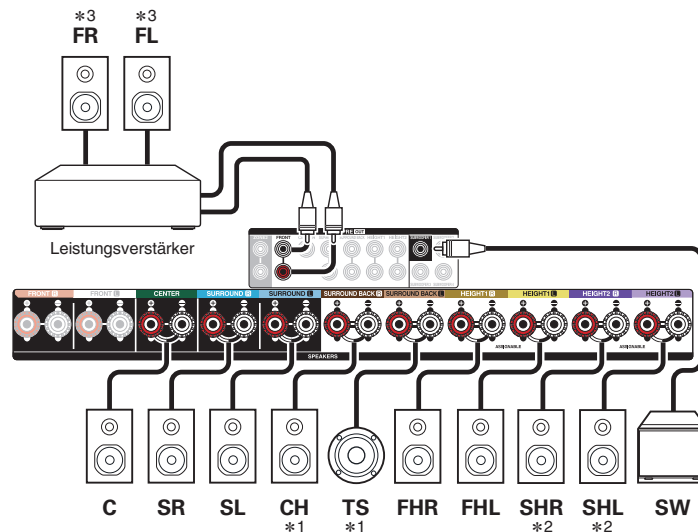 *3 *3
FR FL
Leistungsverstärker
FRONT
OUT
FRONT R FRONT L CENTER SURROUND R SURROUND L SURROUND BACK R SURROUND BACK L HEIGHT1 R HEIGHT1 L HEIGHT2 R HEIGHT2 L
ASSIGNABLE ASSIGNABLE
SPEAKERS
C SR SL CH TS FHR FHL SHR SHL SW
*1 *1 *2 *2